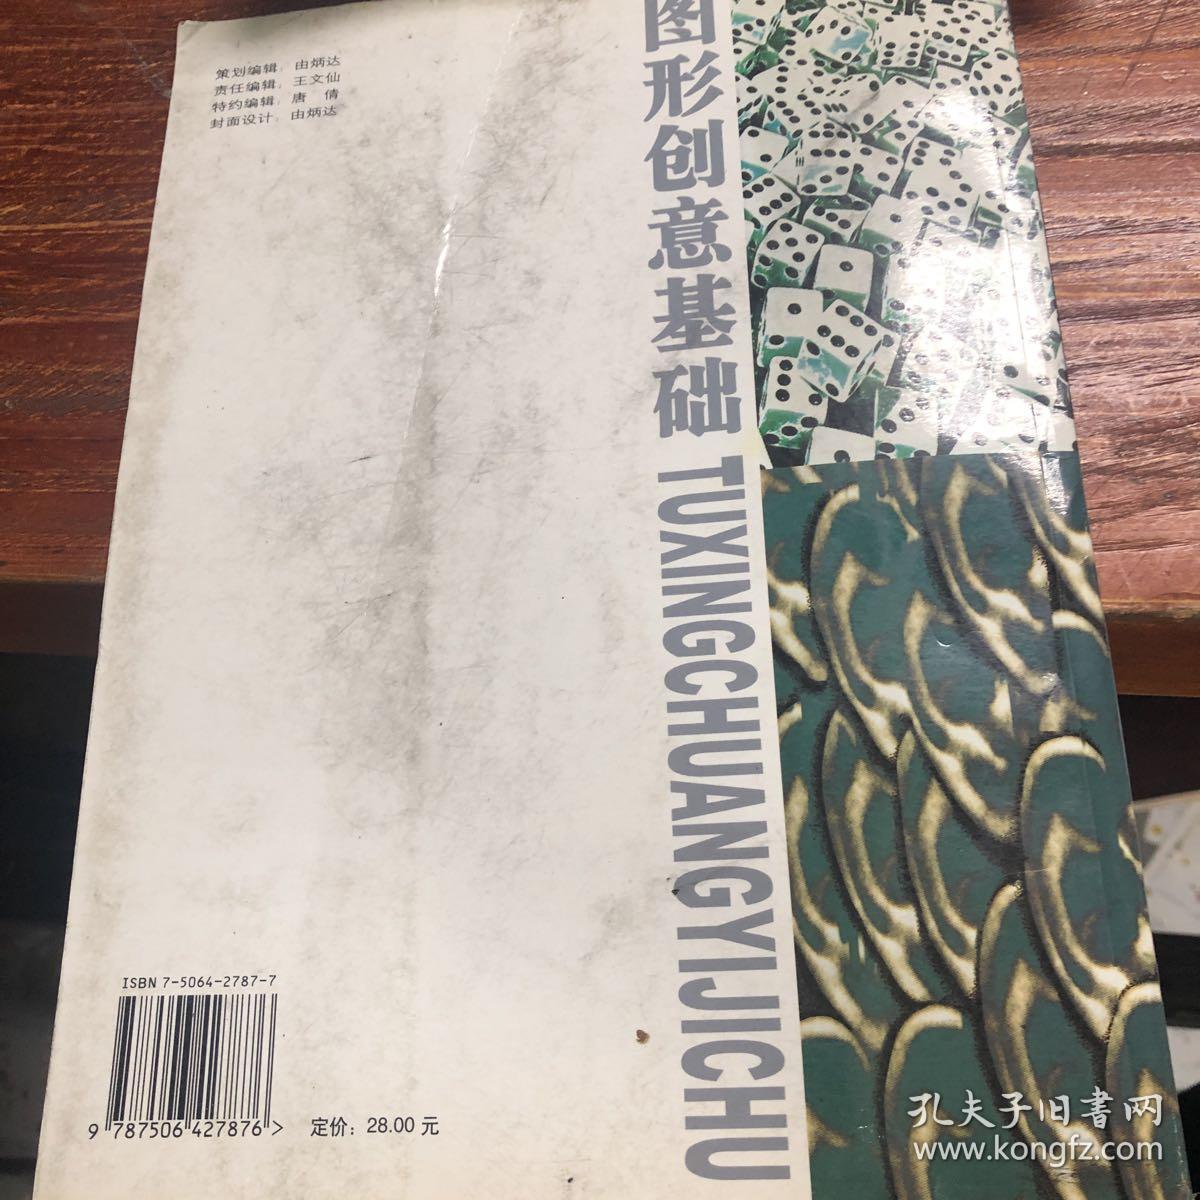 策划编辑：由炳达
责任编辑：王文仙
特约编辑：唐 倩
封面设计：由炳达
图形创意基础
TUXINGCHUANGYIJICHU
ISBN 7-5064-2787-7
9 787506 427876 >
定价：28.00 元
孔夫子旧書网
www.kongfz.com